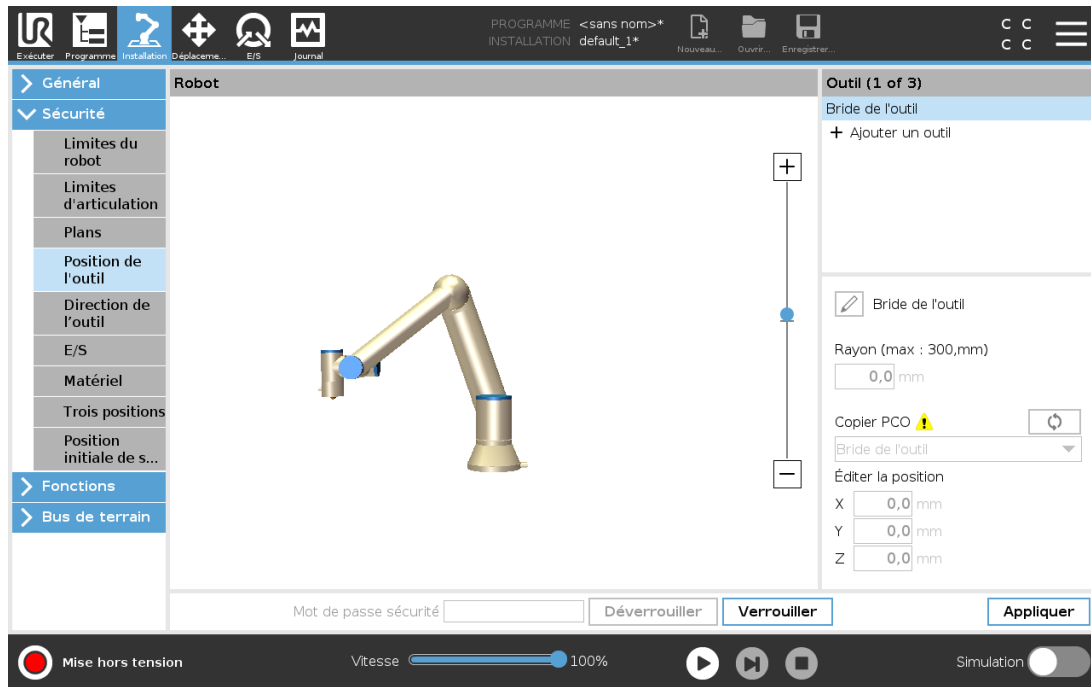 UR
Exécuter
Programme
Installation
Déplaceme...
E/S
Journal
PROGRAMME <sans nom>*
INSTALLATION default_1*
Nouveau...
Ouvrir...
Enregistrer...
C C
C C
Général
Sécurité
Limites du
robot
Limites
d'articulation
Plans
Position de
l'outil
Direction de
l’outil
E/S
Matériel
Trois positions
Position
initiale de s...
Fonctions
Bus de terrain
Robot
Outil (1 of 3)
Bride de l'outil
+ Ajouter un outil
Bride de l'outil
Rayon (max : 300,mm)
0,0 mm
Copier PCO
Bride de l'outil
Éditer la position
X 0,0 mm
Y 0,0 mm
Z 0,0 mm
Mot de passe sécurité
Déverrouiller
Verrouiller
Appliquer
Mise hors tension
Vitesse
100%
Simulation